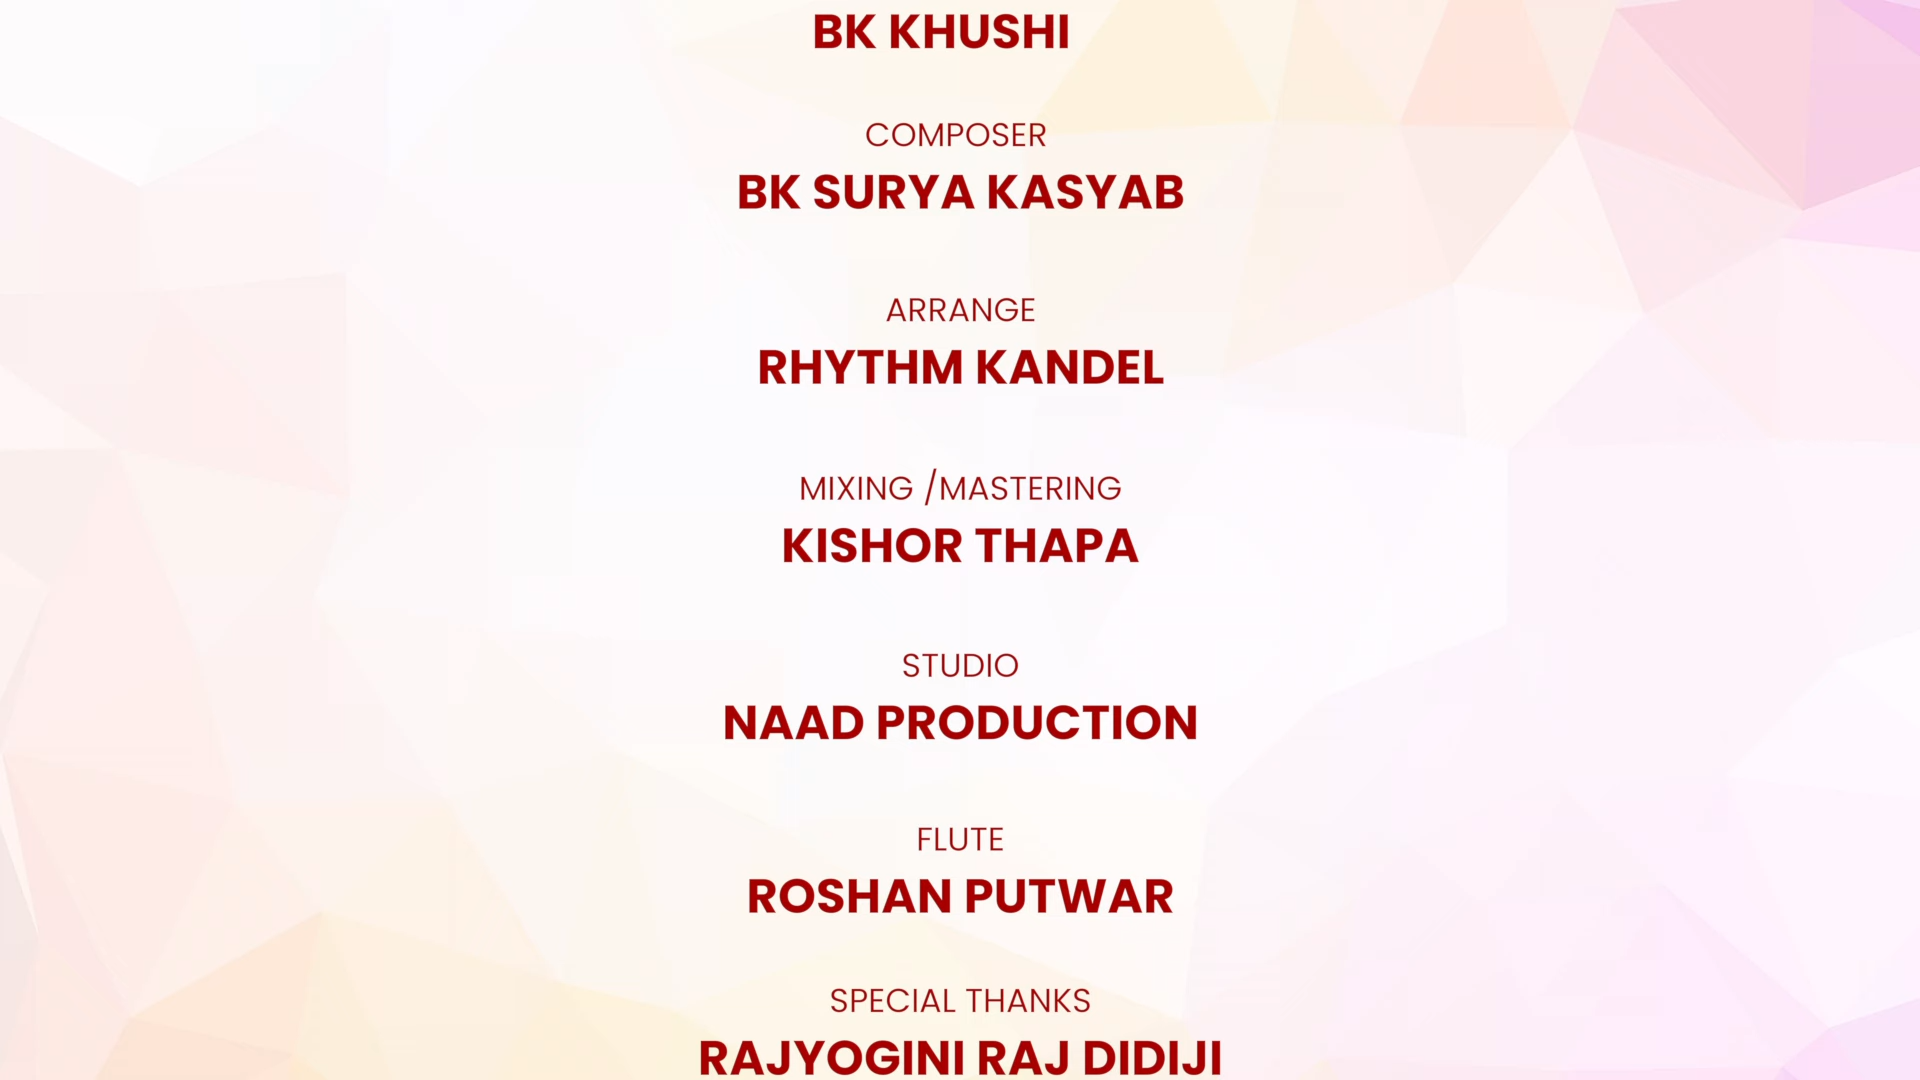 BK KHUSHI
COMPOSER
BK SURYA KASYAB
ARRANGE
RHYTHM KANDEL
MIXING /MASTERING
KISHOR THAPA
STUDIO
NAAD PRODUCTION
FLUTE
ROSHAN PUTWAR
SPECIAL THANKS
RAJYOGINI RAJ DIDIJI